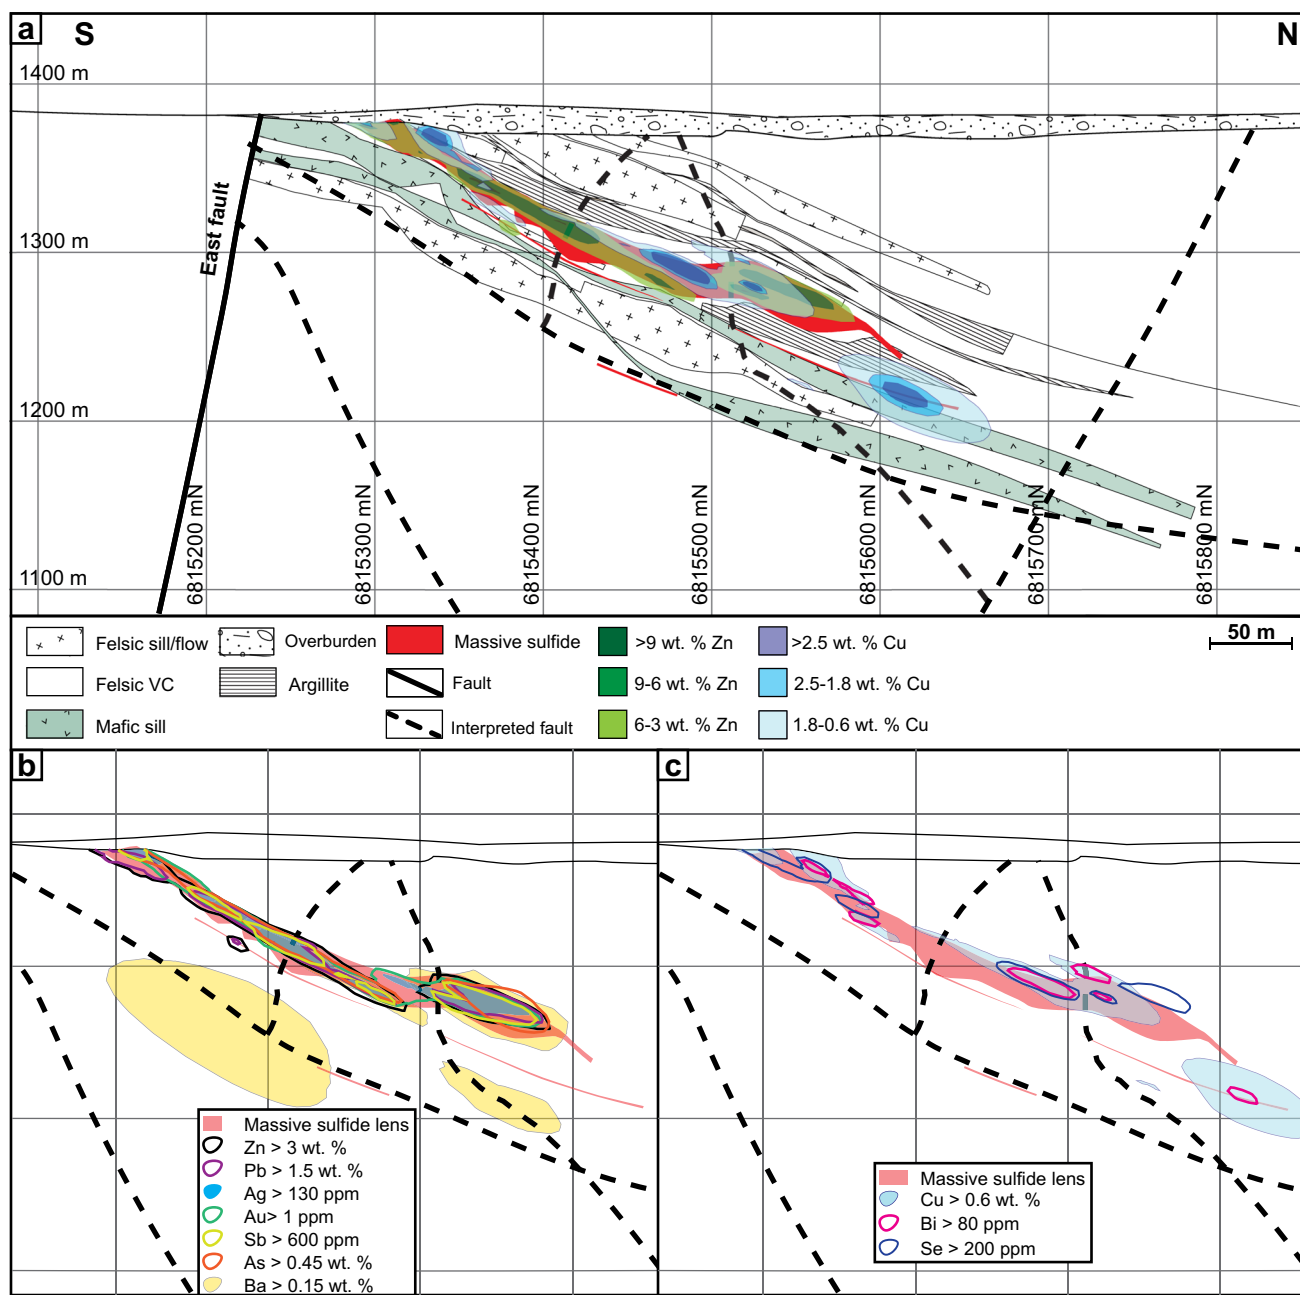 a
S
N
1400 m
1300 m
1200 m
1100 m
East fault
6815200 mN
6815300 mN
6815400 mN
6815500 mN
6815600 mN
6815700 mN
6815800 mN
Felsic sill/flow
Overburden
Massive sulfide
>9 wt. % Zn
>2.5 wt. % Cu
50 m
Felsic VC
Argillite
Fault
9-6 wt. % Zn
2.5-1.8 wt. % Cu
Mafic sill
Interpreted fault
6-3 wt. % Zn
1.8-0.6 wt. % Cu
b
Massive sulfide lens
Zn > 3 wt. %
Pb > 1.5 wt. %
Ag > 130 ppm
Au> 1 ppm
Sb > 600 ppm
As > 0.45 wt. %
Ba > 0.15 wt. %
c
Massive sulfide lens
Cu > 0.6 wt. %
Bi > 80 ppm
Se > 200 ppm